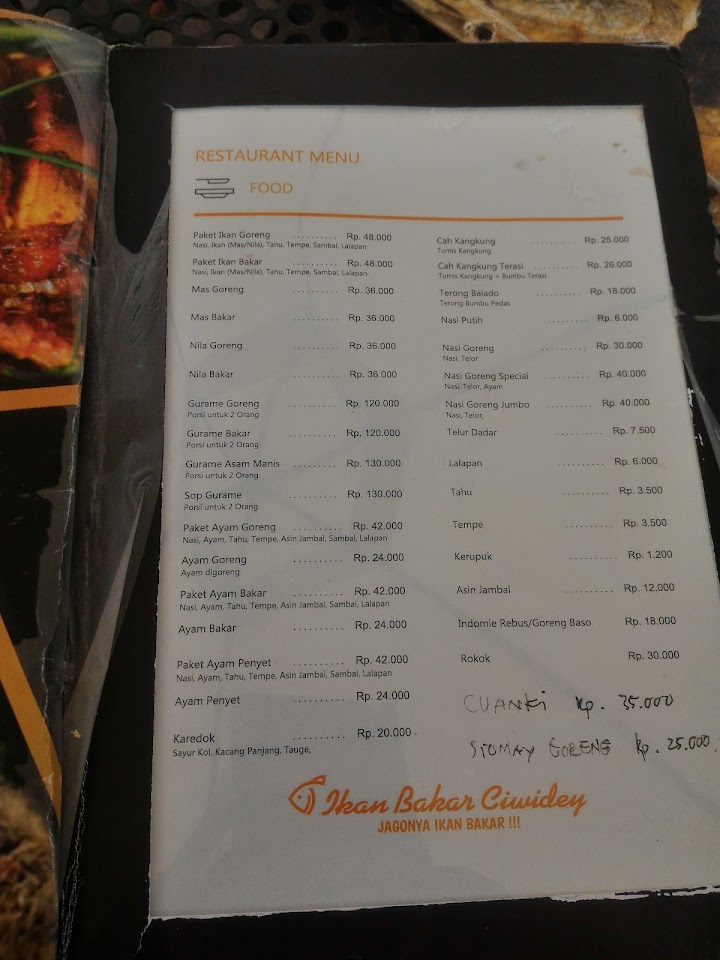 RESTAURANT MENU
FOOD
Paket Ikan Goreng .......... Rp. 48.000
Nasi, Ikan (Mas/Nila), Tahu, Tempe, Sambal, Lalapan
Paket Ikan Bakar .......... Rp. 48.000
Nasi, Ikan (Mas/Nila), Tahu, Tempe, Sambal, Lalapan
Mas Goreng .......... Rp. 36.000
Mas Bakar .......... Rp. 36.000
Nila Goreng .......... Rp. 36.000
Nila Bakar .......... Rp. 36.000
Gurame Goreng .......... Rp. 120.000
Porsi untuk 2 Orang
Gurame Bakar .......... Rp. 120.000
Porsi untuk 2 Orang
Gurame Asam Manis .......... Rp. 130.000
Porsi untuk 2 Orang
Sop Gurame .......... Rp. 130.000
Porsi untuk 2 Orang
Paket Ayam Goreng .......... Rp. 42.000
Nasi, Ayam, Tahu, Tempe, Asin Jambal, Sambal, Lalapan
Ayam Goreng .......... Rp. 24.000
Ayam digoreng
Paket Ayam Bakar .......... Rp. 42.000
Nasi, Ayam, Tahu, Tempe, Asin Jambal, Sambal, Lalapan
Ayam Bakar .......... Rp. 24.000
Paket Ayam Penyet .......... Rp. 42.000
Nasi, Ayam, Tahu, Tempe, Asin Jambal, Sambal, Lalapan
Ayam Penyet .......... Rp. 24.000
Karedok .......... Rp. 20.000
Sayur Kol, Kacang Panjang, Tauge,
Cah Kangkung .......... Rp. 26.000
Tumis Kangkung
Cah Kangkung Terasi .......... Rp. 26.000
Tumis Kangkung + Bumbu Terasi
Terong Balado .......... Rp. 18.000
Terong Bumbu Pedas
Nasi Putih .......... Rp. 6.000
Nasi Goreng .......... Rp. 30.000
Nasi, Telor
Nasi Goreng Special .......... Rp. 40.000
Nasi, Telor, Ayam
Nasi Goreng Jumbo .......... Rp. 40.000
Nasi, Telor,
Telur Dadar .......... Rp. 7.500
Lalapan .......... Rp. 6.000
Tahu .......... Rp. 3.500
Tempe .......... Rp. 3.500
Kerupuk .......... Rp. 1.200
Asin Jambal .......... Rp. 12.000
Indomie Rebus/Goreng Baso Rp. 18.000
Rokok Rp. 30.000
CUANKI Rp. 35.000
SIOMAY GORENG Rp. 25.000.
Ikan Bakar Ciwidey
JAGONYA IKAN BAKAR !!!